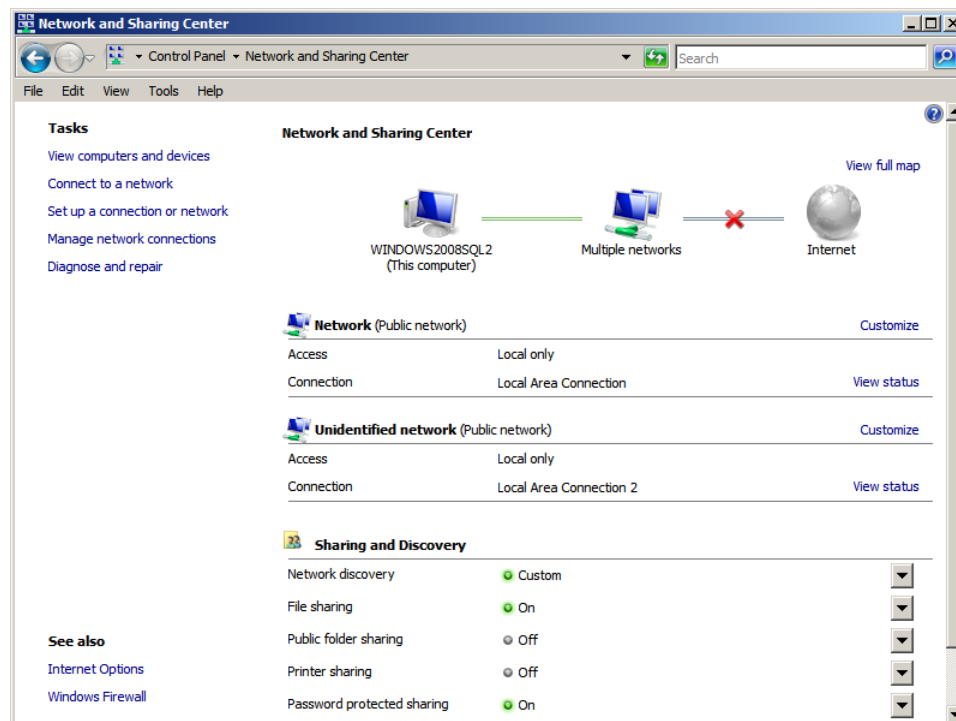 Network and Sharing Center
Control Panel Network and Sharing Center Search
File Edit View Tools Help
Tasks
View computers and devices
Connect to a network
Set up a connection or network
Manage network connections
Diagnose and repair
See also
Internet Options
Windows Firewall
Network and Sharing Center
View full map
WINDOWS2008SQL2
(This computer)
Multiple networks
Internet
Network (Public network) Customize
Access Local only
Connection Local Area Connection View status
Unidentified network (Public network) Customize
Access Local only
Connection Local Area Connection 2 View status
Sharing and Discovery
Network discovery Custom
File sharing On
Public folder sharing Off
Printer sharing Off
Password protected sharing On